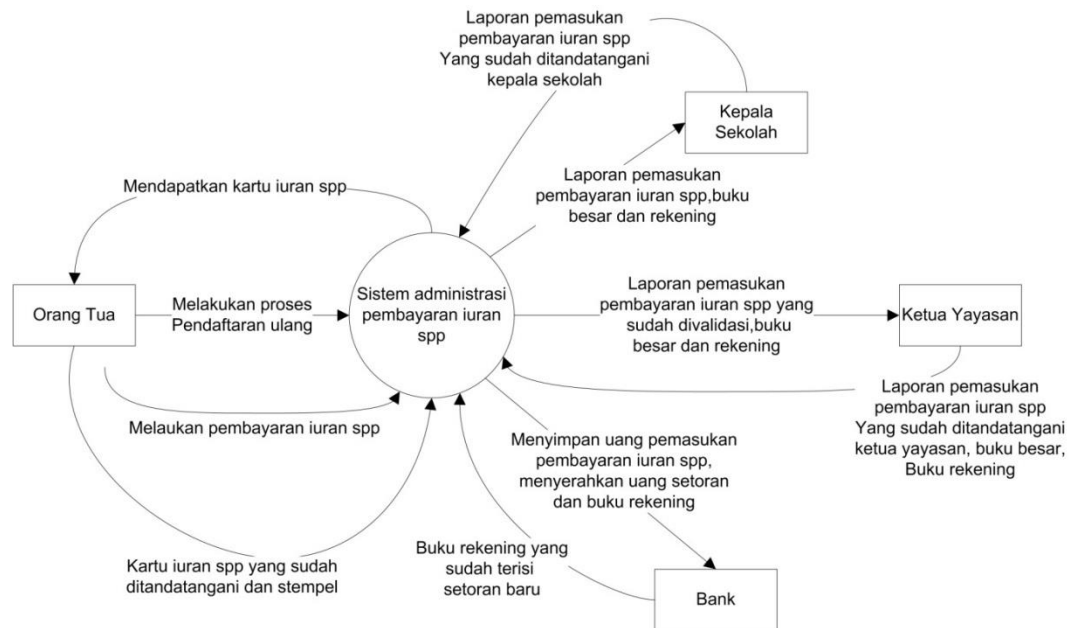 Laporan pemasukan
pembayaran iuran spp
Yang sudah ditandatangani
kepala sekolah
Kepala
Sekolah
Laporan pemasukan
pembayaran iuran spp,buku
besar dan rekening
Mendapatkan kartu iuran spp
Orang Tua
Melakukan proses
Pendaftaran ulang
Sistem administrasi
pembayaran iuran
spp
Laporan pemasukan
pembayaran iuran spp yang
sudah divalidasi,buku
besar dan rekening
Ketua Yayasan
Melaukan pembayaran iuran spp
Laporan pemasukan
pembayaran iuran spp
Yang sudah ditandatangani
ketua yayasan, buku besar,
Buku rekening
Menyimpan uang pemasukan
pembayaran iuran spp,
menyerahkan uang setoran
dan buku rekening
Kartu iuran spp yang sudah
ditandatangani dan stempel
Buku rekening yang
sudah terisi
setoran baru
Bank